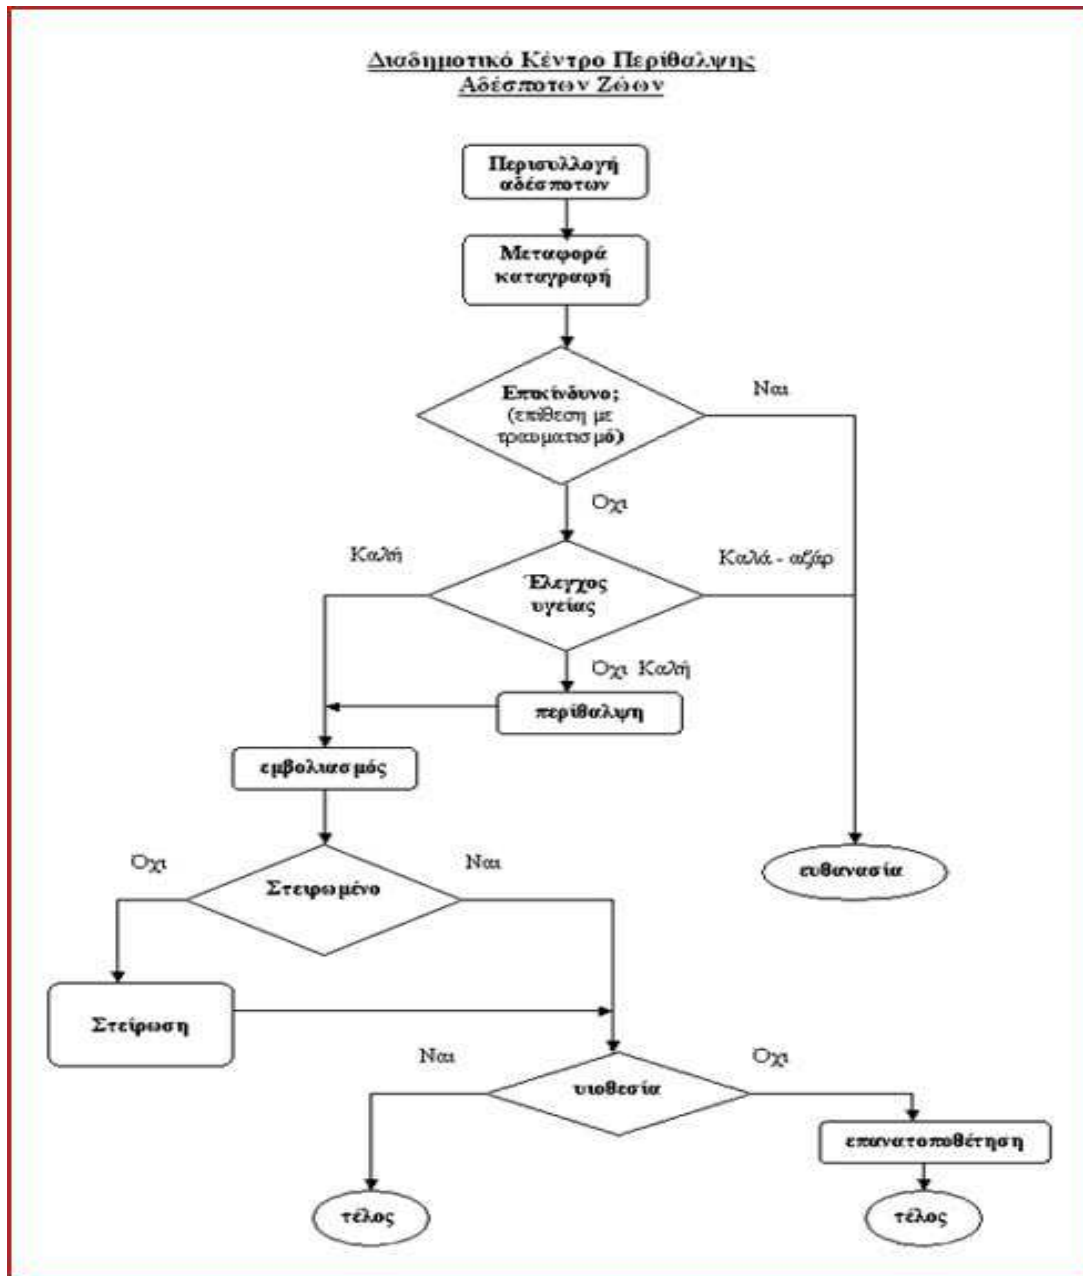 Διαδημοτικό Κέντρο Περίθαλψης
Αδέσποτων Ζώων
Περισυλλογή
αδέσποτων
Μεταφορά
καταγραφή
Επικίνδυνο;
(επίθεση με
τραυματισμό)
Ναι
Όχι
Καλή
Καλά - αζάρ
Έλεγχος
υγείας
Όχι Καλή
περίθαλψη
εμβολιασμός
Όχι
Ναι
Στειρωμένο
ευθανασία
Στείρωση
Ναι
Όχι
υιοθεσία
επανατοποθέτηση
τέλος
τέλος